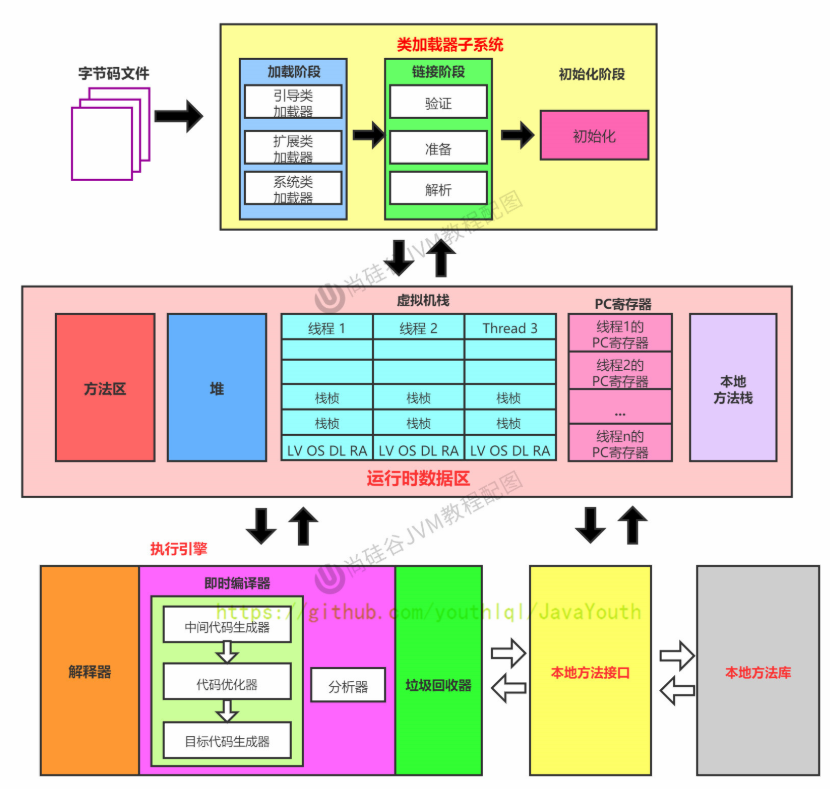 类加载器子系统
字节码文件
加载阶段
引导类
加载器
扩展类
加载器
系统类
加载器
链接阶段
验证
准备
解析
初始化阶段
初始化
尚硅谷JVM教程配图
方法区
堆
虚拟机栈
线程 1 线程 2 Thread 3
栈桢 栈桢 栈桢
栈桢 栈桢 栈桢
LV OS DL RA LV OS DL RA LV OS DL RA
PC寄存器
线程1的
PC寄存器
线程2的
PC寄存器
...
线程n的
PC寄存器
本地
方法栈
运行时数据区
尚硅谷JVM教程配图
执行引擎
解释器
即时编译器
https://github.com/youthlql/JavaYouth
中间代码生成器
代码优化器
目标代码生成器
分析器
垃圾回收器
本地方法接口
本地方法库